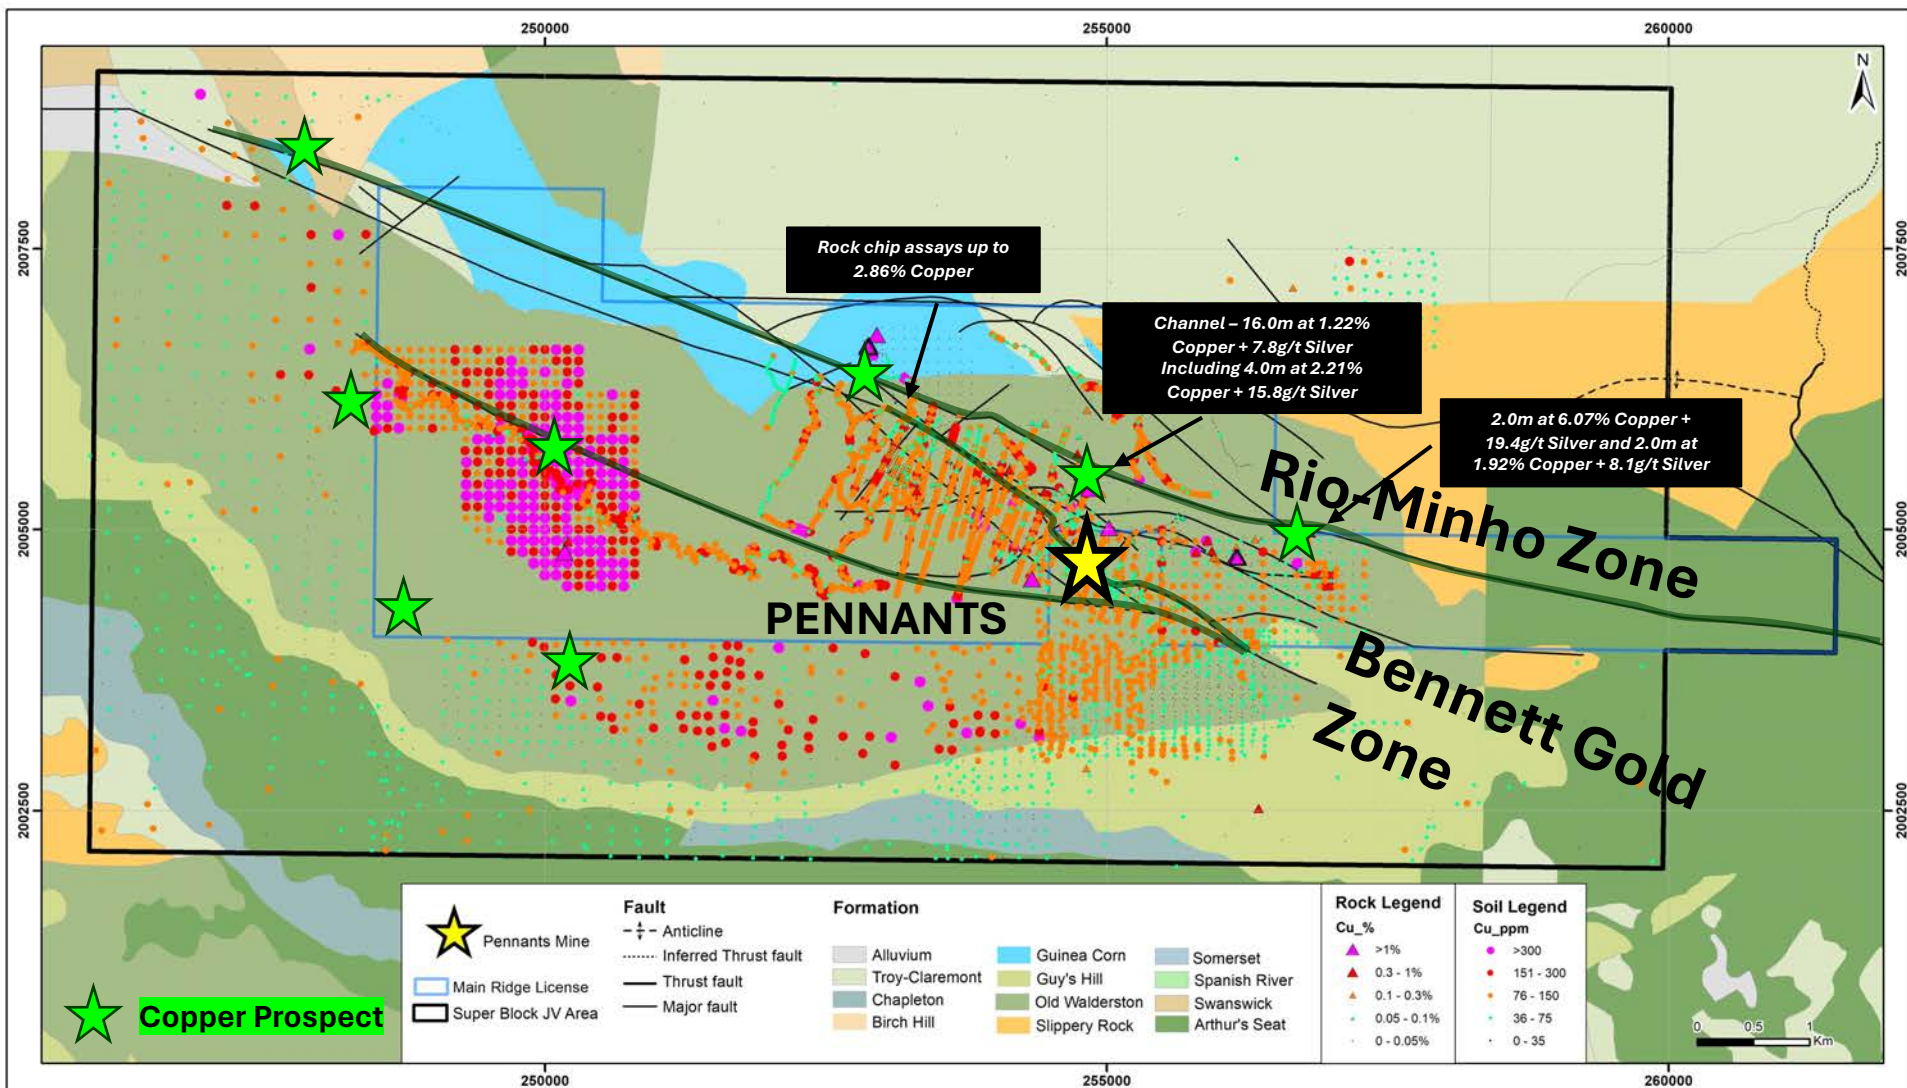 250000
255000
260000
N
2007500
2007500
Rock chip assays up to
2.86% Copper
Channel – 16.0m at 1.22%
Copper + 7.8g/t Silver
Including 4.0m at 2.21%
Copper + 15.8g/t Silver
2.0m at 6.07% Copper +
19.4g/t Silver and 2.0m at
1.92% Copper + 8.1g/t Silver
2005000
2005000
Rio-Minho Zone
PENNANTS
Bennett Gold
Zone
2002500
2002500
Pennants Mine
Main Ridge License
Super Block JV Area
Copper Prospect
Fault
Anticline
Inferred Thrust fault
Thrust fault
Major fault
Formation
Alluvium
Troy-Claremont
Chapleton
Birch Hill
Guinea Corn
Guy's Hill
Old Walderston
Slippery Rock
Somerset
Spanish River
Swanswick
Arthur's Seat
Rock Legend
Cu_%
>1%
0.3 - 1%
0.1 - 0.3%
0.05 - 0.1%
0 - 0.05%
Soil Legend
Cu_ppm
>300
151 - 300
76 - 150
36 - 75
0 - 35
0 0.5 1
Km
250000
255000
260000